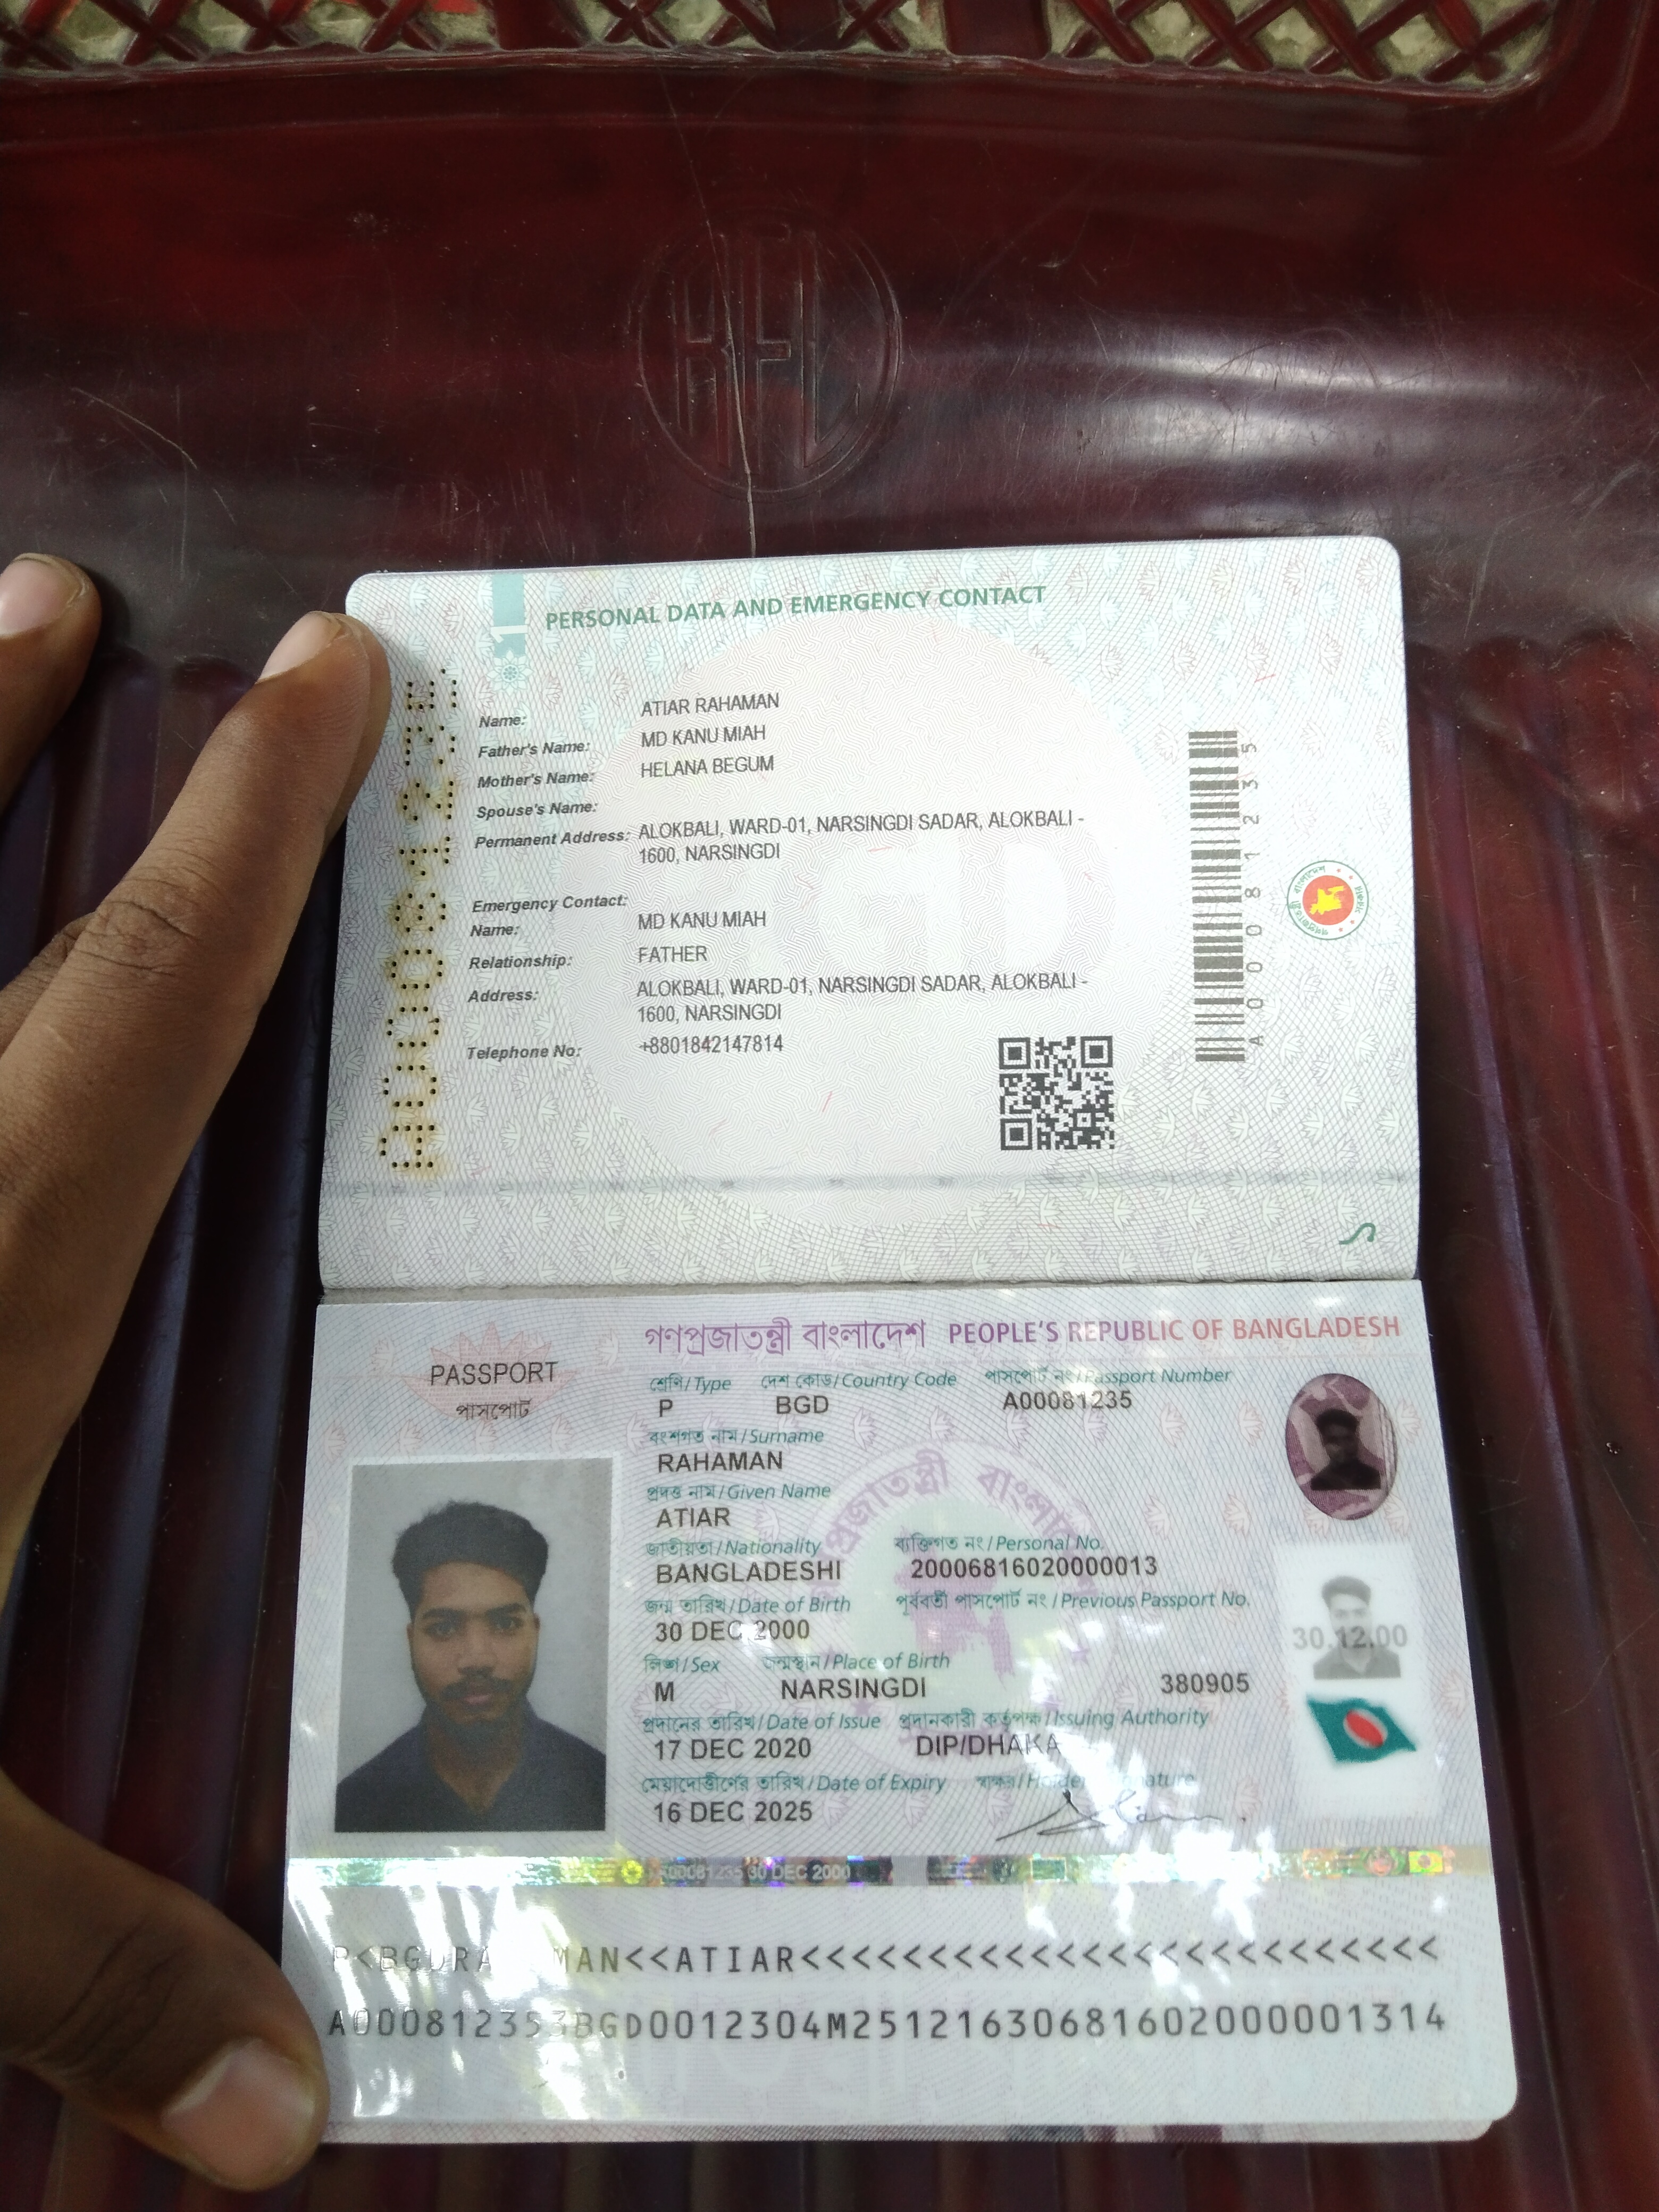 RFL
1
PERSONAL DATA AND EMERGENCY CONTACT
Name: ATIAR RAHAMAN
Father's Name: MD KANU MIAH
Mother's Name: HELANA BEGUM
Spouse's Name:
Permanent Address: ALOKBALI, WARD-01, NARSINGDI SADAR, ALOKBALI -
1600, NARSINGDI
Emergency Contact:
Name: MD KANU MIAH
Relationship: FATHER
Address: ALOKBALI, WARD-01, NARSINGDI SADAR, ALOKBALI -
1600, NARSINGDI
Telephone No: +8801842147814
A00081235
A00081235
গণপ্রজাতন্ত্রী বাংলাদেশ PEOPLE'S REPUBLIC OF BANGLADESH
PASSPORT
পাসপোর্ট
শ্রেণি/Type দেশ কোড/Country Code পাসপোর্ট নং/Passport Number
P BGD A00081235
বংশগত নাম/Surname
RAHAMAN
প্রদত্ত নাম/Given Name
ATIAR
জাতীয়তা/Nationality ব্যক্তিগত নং/Personal No.
BANGLADESHI 20006816020000013
জন্ম তারিখ/Date of Birth পূর্ববর্তী পাসপোর্ট নং/Previous Passport No.
30 DEC 2000
লিঙ্গ/Sex জন্মস্থান/Place of Birth
M NARSINGDI 380905
প্রদানের তারিখ/Date of Issue প্রদানকারী কর্তৃপক্ষ/Issuing Authority
17 DEC 2020 DIP/DHAKA
মেয়াদোত্তীর্ণের তারিখ/Date of Expiry স্বাক্ষর/Holder
16 DEC 2025
30.12.00
A00081235 30 DEC 2000
MAN<<ATIAR<<<<<<<<<<<<<<<<<<<<<<<<<<
A000812353BGD0012304M2512163068160200000​1314